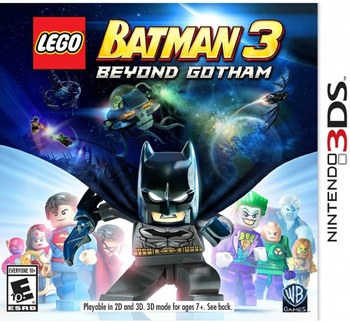 LEGO
BATMAN 3
BEYOND GOTHAM
NINTENDO 3DS
EVERYONE 10+
E
10+
ESRB
Playable in 2D and 3D. 3D mode for ages 7+. See back.
WB
GAMES